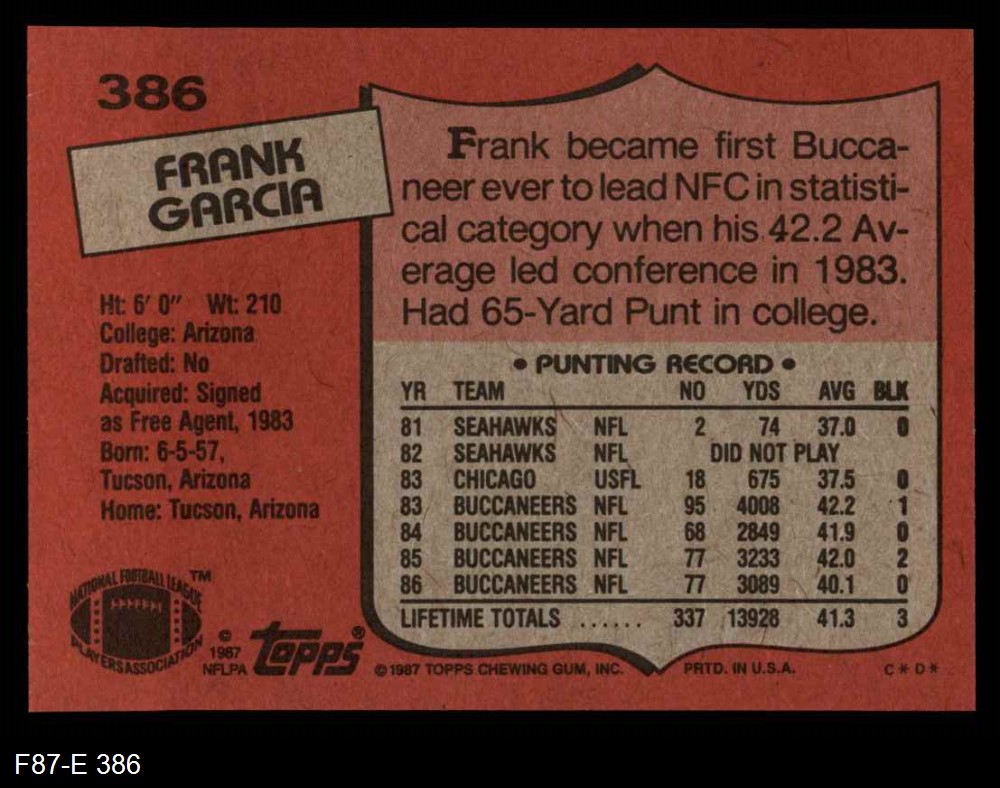 386
FRANK
GARCIA
Ht: 6' 0" Wt: 210
College: Arizona
Drafted: No
Acquired: Signed
as Free Agent, 1983
Born: 6-5-57,
Tucson, Arizona
Home: Tucson, Arizona
Frank became first Bucca-
neer ever to lead NFC in statisti-
cal category when his 42.2 Av-
erage led conference in 1983.
Had 65-Yard Punt in college.
• PUNTING RECORD •
YR TEAM NO YDS AVG BLK
81 SEAHAWKS NFL 2 74 37.0 0
82 SEAHAWKS NFL DID NOT PLAY
83 CHICAGO USFL 18 675 37.5 0
83 BUCCANEERS NFL 95 4008 42.2 1
84 BUCCANEERS NFL 68 2849 41.9 0
85 BUCCANEERS NFL 77 3233 42.0 2
86 BUCCANEERS NFL 77 3089 40.1 0
LIFETIME TOTALS ...... 337 13928 41.3 3
NATIONAL FOOTBALL LEAGUE ™
PLAYERS ASSOCIATION
© 1987 NFLPA
topps®
© 1987 TOPPS CHEWING GUM, INC. PRTD. IN U.S.A. C * D *
F87-E 386